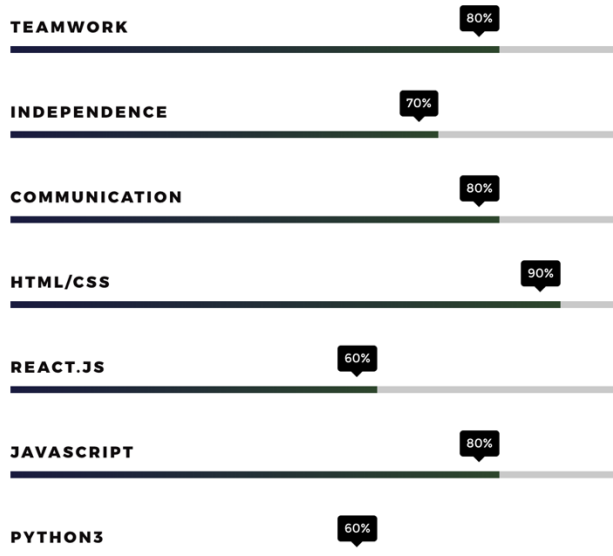 80%
TEAMWORK
70%
INDEPENDENCE
80%
COMMUNICATION
90%
HTML/CSS
60%
REACT.JS
80%
JAVASCRIPT
60%
PYTHON3